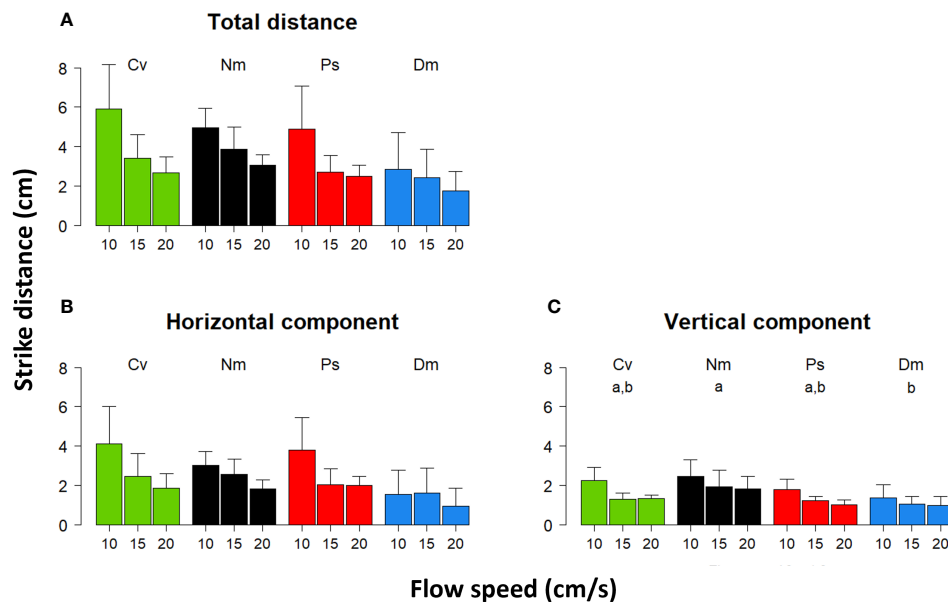 A
Total distance
Cv Nm Ps Dm
8
6
4
2
0
10 15 20 10 15 20 10 15 20 10 15 20
Strike distance (cm)
B
Horizontal component
Cv Nm Ps Dm
8
6
4
2
0
10 15 20 10 15 20 10 15 20 10 15 20
C
Vertical component
Cv Nm Ps Dm
a,b a a,b b
8
6
4
2
0
10 15 20 10 15 20 10 15 20 10 15 20
Flow speed (cm/s)